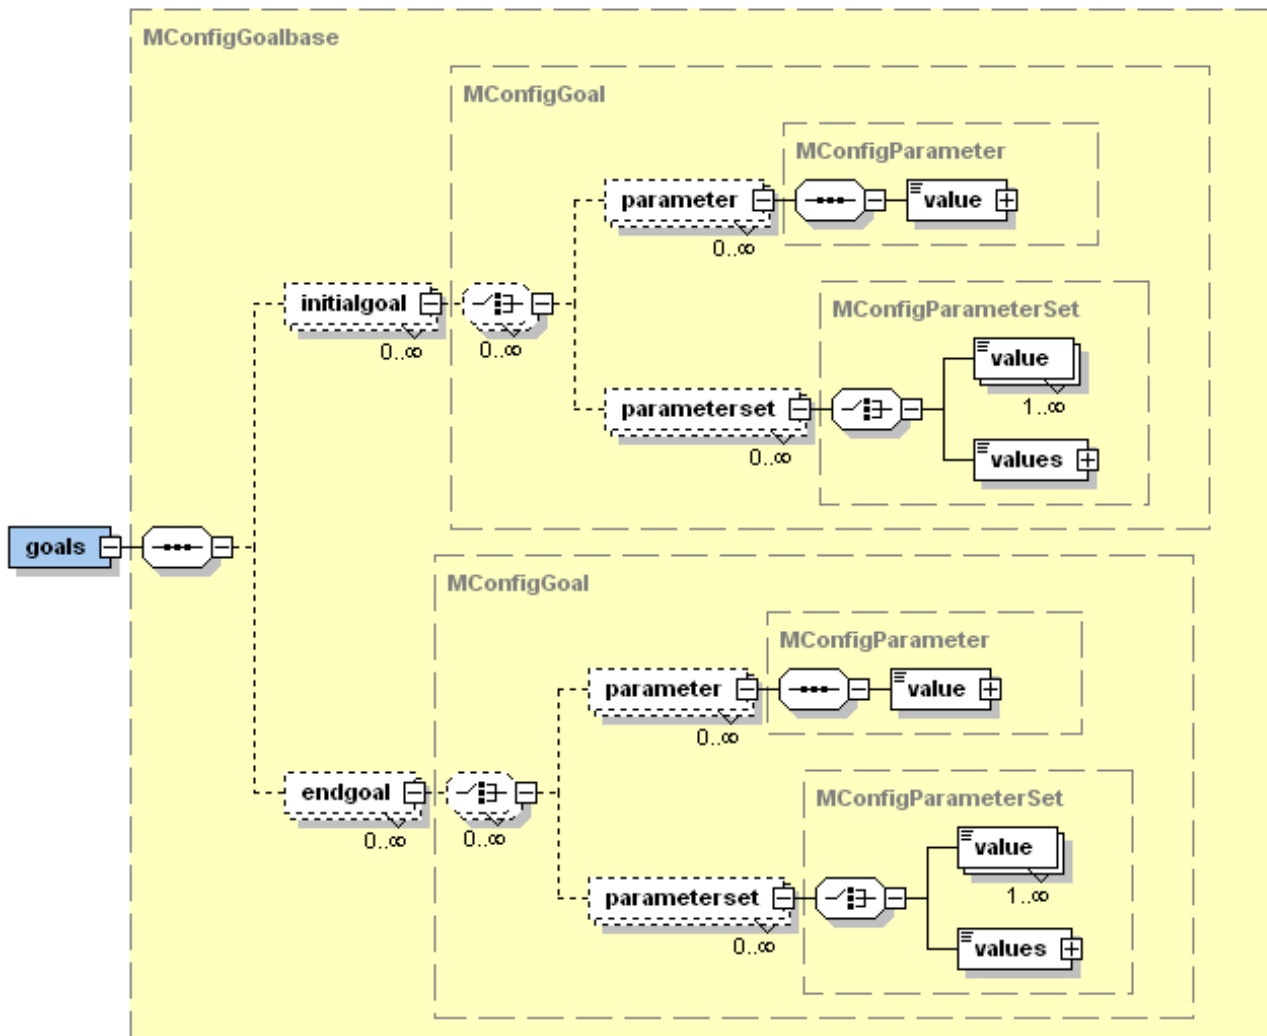 MConfigGoalbase
MConfigGoal
MConfigParameter
parameter
value
0..∞
initialgoal
0..∞
0..∞
MConfigParameterSet
value
1..∞
parameterset
0..∞
values
goals
MConfigGoal
MConfigParameter
parameter
value
0..∞
endgoal
0..∞
0..∞
MConfigParameterSet
value
1..∞
parameterset
0..∞
values